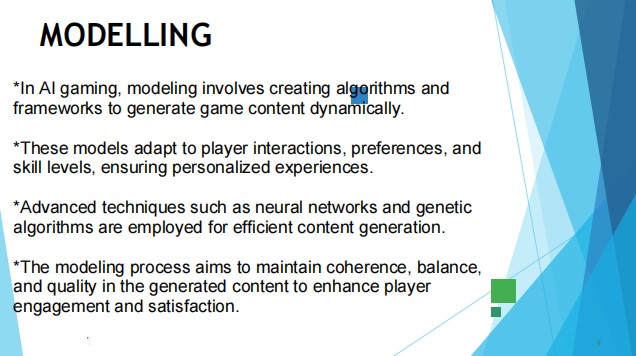 MODELLING
*In AI gaming, modeling involves creating algorithms and
frameworks to generate game content dynamically.
*These models adapt to player interactions, preferences, and
skill levels, ensuring personalized experiences.
*Advanced techniques such as neural networks and genetic
algorithms are employed for efficient content generation.
*The modeling process aims to maintain coherence, balance,
and quality in the generated content to enhance player
engagement and satisfaction.